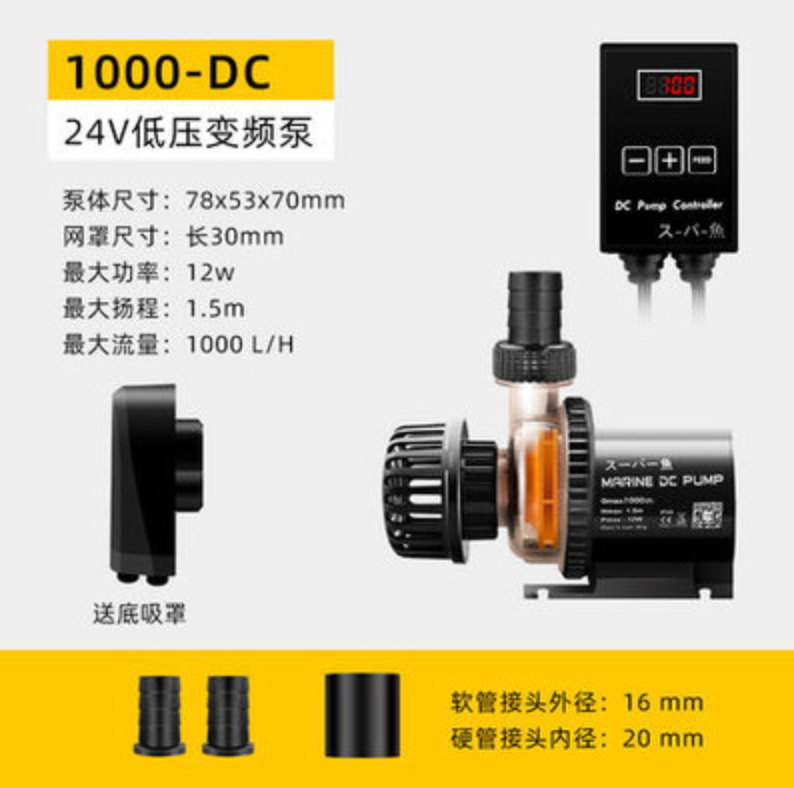 1000-DC
24V低压变频泵
泵体尺寸：78x53x70mm
网罩尺寸：长30mm
最大功率：12w
最大扬程：1.5m
最大流量：1000 L/H
100
FEED
DC Pump Controller
スーパー魚
スーパー魚
MARINE DC PUMP
送底吸罩
软管接头外径：16 mm
硬管接头内径：20 mm